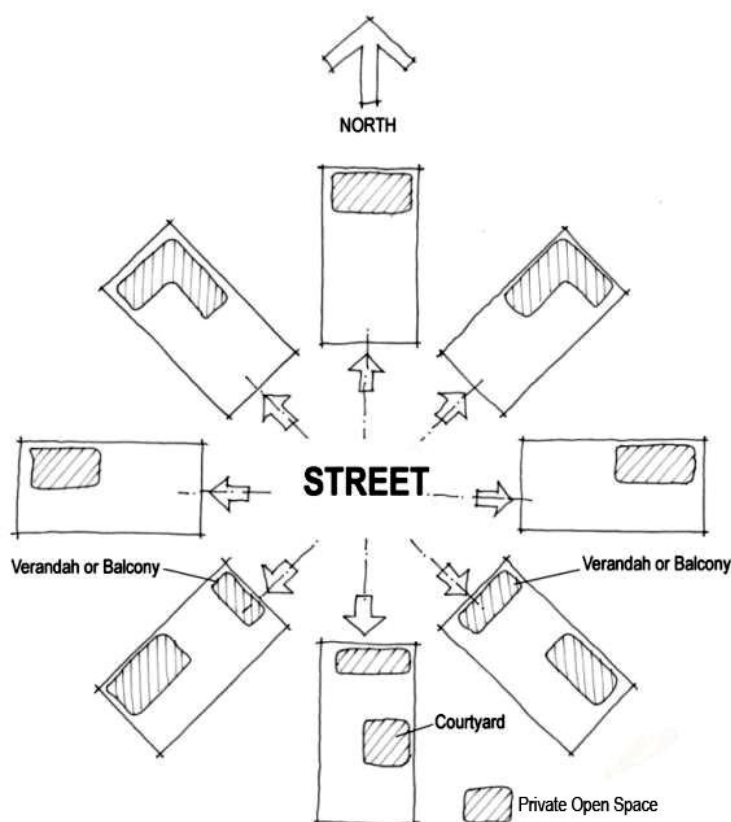 NORTH
STREET
Verandah or Balcony
Verandah or Balcony
Courtyard
Private Open Space